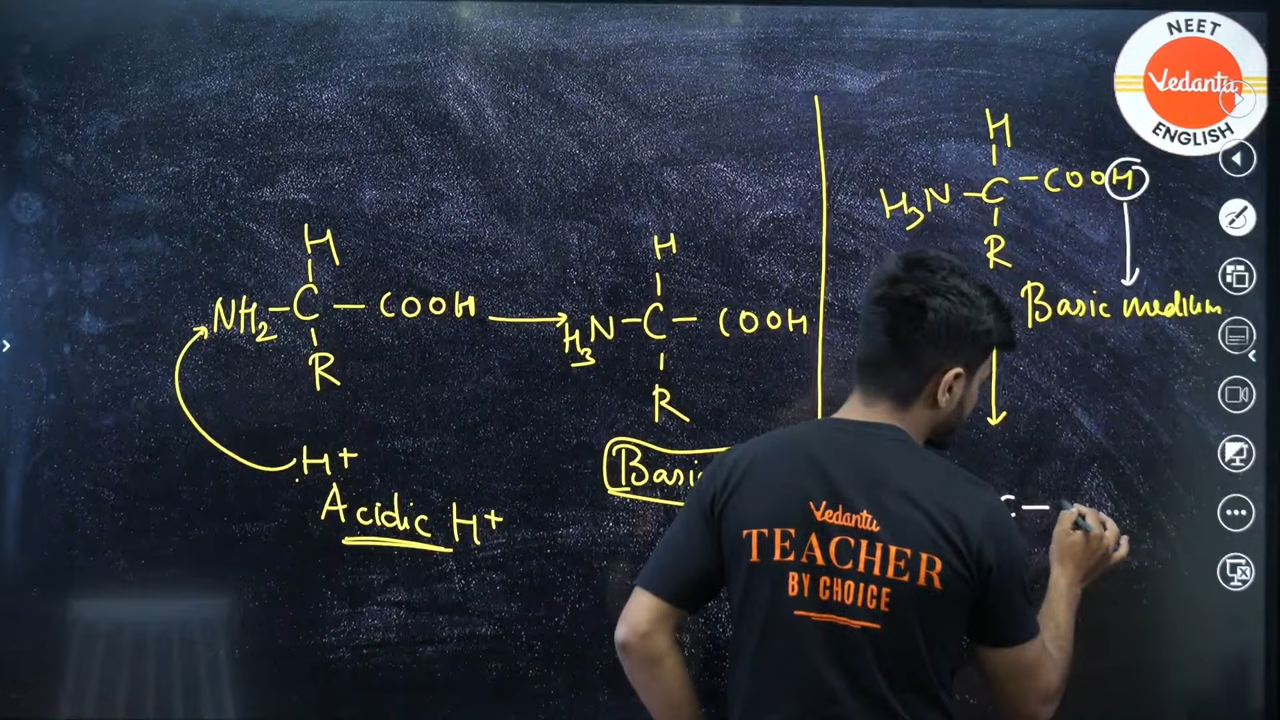 H
NH2-C-COOH
R
H+
Acidic H+
H
H3N-C-COOH
R
H
H3N-C-COOH
R
Basic medium
C-
NEET
Vedantu
ENGLISH
Vedantu
TEACHER
BY CHOICE